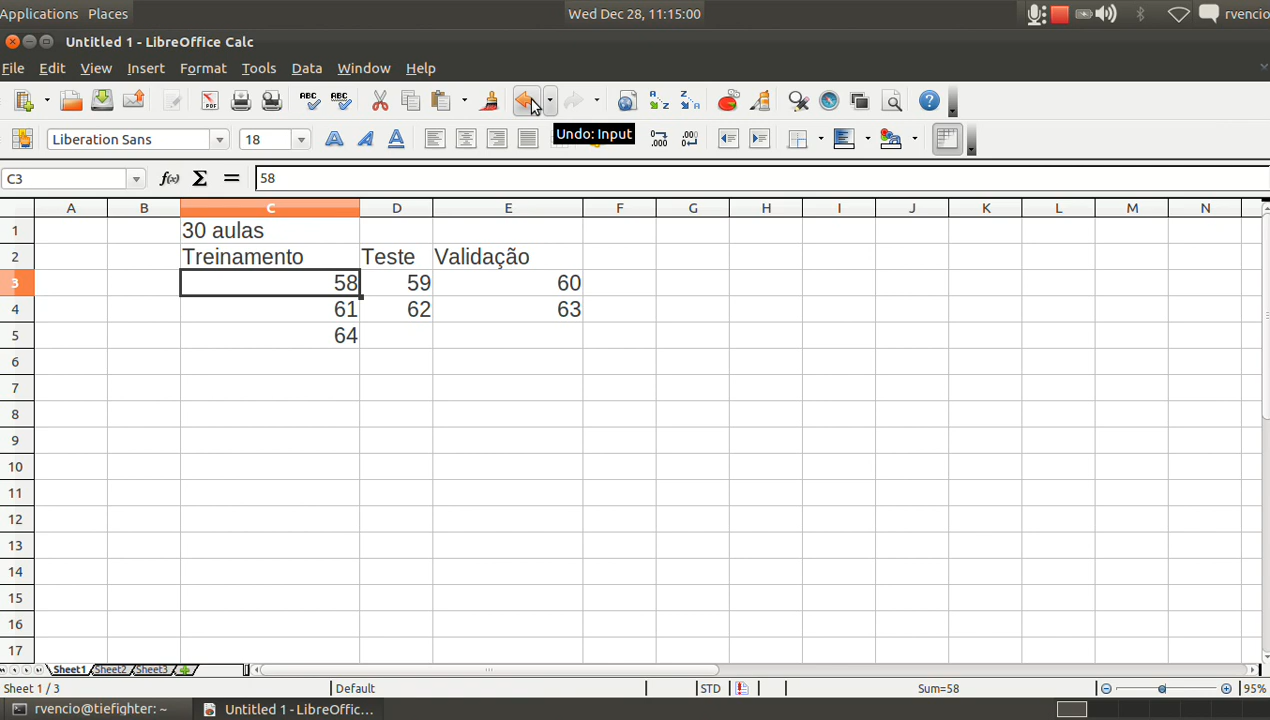 Applications Places Wed Dec 28, 11:15:00 rvencio
Untitled 1 - LibreOffice Calc
File Edit View Insert Format Tools Data Window Help
Liberation Sans 18 Undo: Input
C3 58
A B C D E F G H I J K L M N
1 30 aulas
2 Treinamento Teste Validação
3 58 59 60
4 61 62 63
5 64
6
7
8
9
10
11
12
13
14
15
16
17
Sheet1 Sheet2 Sheet3
Sheet 1 / 3 Default STD Sum=58 95%
rvencio@tiefighter: ~ Untitled 1 - LibreOffic...